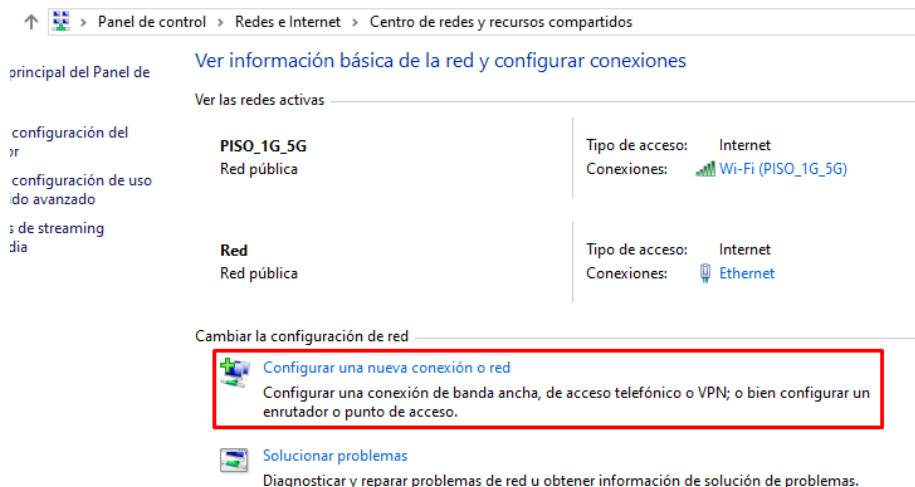 Panel de control > Redes e Internet > Centro de redes y recursos compartidos
principal del Panel de
configuración del
or
configuración de uso
ido avanzado
s de streaming
dia
Ver información básica de la red y configurar conexiones
Ver las redes activas
PISO_1G_5G
Red pública
Tipo de acceso: Internet
Conexiones: Wi-Fi (PISO_1G_5G)
Red
Red pública
Tipo de acceso: Internet
Conexiones: Ethernet
Cambiar la configuración de red
Configurar una nueva conexión o red
Configurar una conexión de banda ancha, de acceso telefónico o VPN; o bien configurar un
enrutador o punto de acceso.
Solucionar problemas
Diagnosticar y reparar problemas de red u obtener información de solución de problemas.